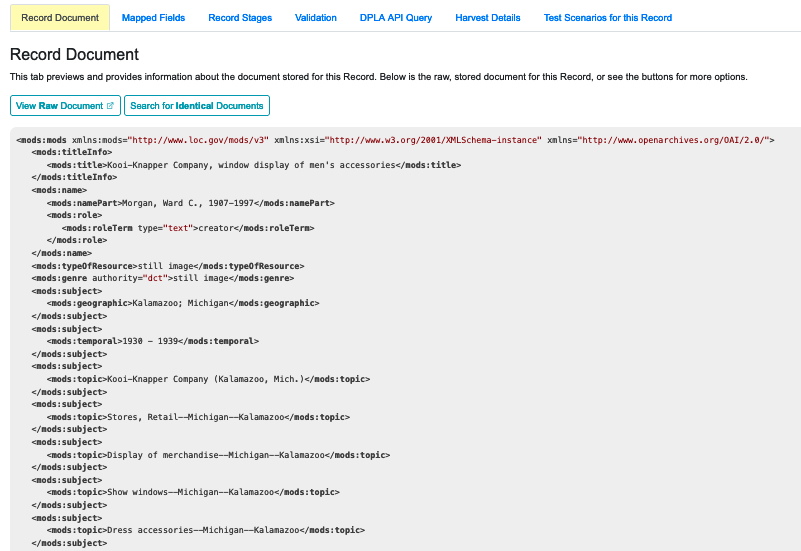 Record Document Mapped Fields Record Stages Validation DPLA API Query Harvest Details Test Scenarios for this Record
Record Document
This tab previews and provides information about the document stored for this Record. Below is the raw, stored document for this Record, or see the buttons for more options.
View Raw Document Search for Identical Documents
<mods:mods xmlns:mods="http://www.loc.gov/mods/v3" xmlns:xsi="http://www.w3.org/2001/XMLSchema-instance" xmlns="http://www.openarchives.org/OAI/2.0/">
<mods:titleInfo>
<mods:title>Kooi-Knapper Company, window display of men's accessories</mods:title>
</mods:titleInfo>
<mods:name>
<mods:namePart>Morgan, Ward C., 1907-1997</mods:namePart>
<mods:role>
<mods:roleTerm type="text">creator</mods:roleTerm>
</mods:role>
</mods:name>
<mods:typeOfResource>still image</mods:typeOfResource>
<mods:genre authority="dct">still image</mods:genre>
<mods:subject>
<mods:geographic>Kalamazoo; Michigan</mods:geographic>
</mods:subject>
<mods:subject>
<mods:temporal>1930 - 1939</mods:temporal>
</mods:subject>
<mods:subject>
<mods:topic>Kooi-Knapper Company (Kalamazoo, Mich.)</mods:topic>
</mods:subject>
<mods:subject>
<mods:topic>Stores, Retail--Michigan--Kalamazoo</mods:topic>
</mods:subject>
<mods:subject>
<mods:topic>Display of merchandise--Michigan--Kalamazoo</mods:topic>
</mods:subject>
<mods:subject>
<mods:topic>Show windows--Michigan--Kalamazoo</mods:topic>
</mods:subject>
<mods:subject>
<mods:topic>Dress accessories--Michigan--Kalamazoo</mods:topic>
</mods:subject>